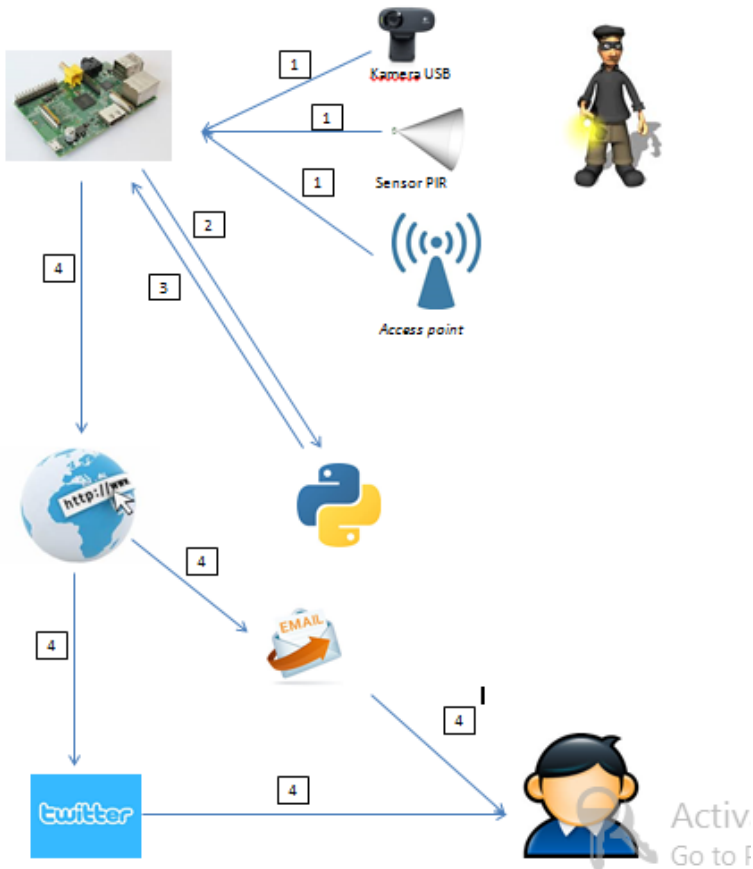 1
Kamera USB
1
Sensor PIR
1
2
4
3
Access point
http://www
4
EMAIL
4
4
twitter
4
Activ
Go to P